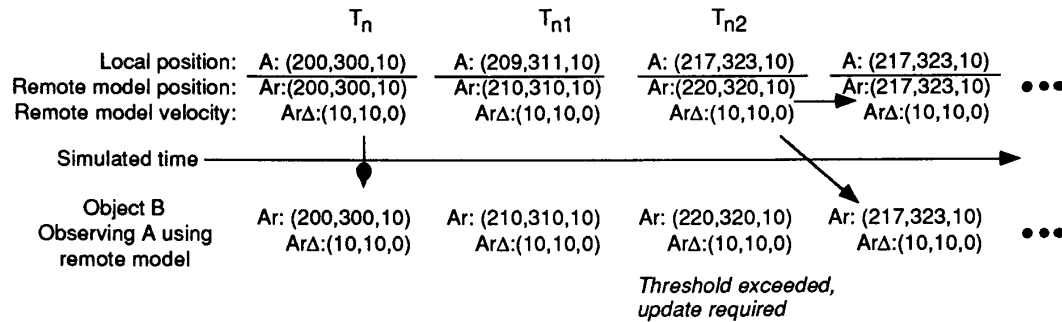 Tn Tn1 Tn2
Local position: A: (200,300,10) A: (209,311,10) A: (217,323,10) A: (217,323,10)
Remote model position: Ar:(200,300,10) Ar:(210,310,10) Ar:(220,320,10) Ar:(217,323,10)
Remote model velocity: ArΔ:(10,10,0) ArΔ:(10,10,0) ArΔ:(10,10,0) ArΔ:(10,10,0)
Simulated time
Object B
Observing A using
remote model
Ar: (200,300,10) Ar: (210,310,10) Ar: (220,320,10) Ar: (217,323,10)
ArΔ:(10,10,0) ArΔ:(10,10,0) ArΔ:(10,10,0) ArΔ:(10,10,0)
Threshold exceeded,
update required